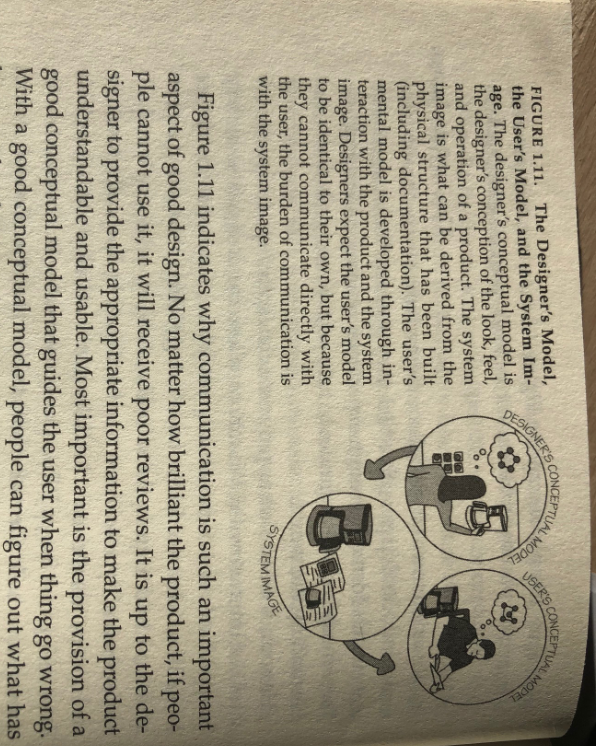 FIGURE 1.11. The Designer's Model,
the User's Model, and the System Im-
age. The designer's conceptual model is
the designer's conception of the look, feel,
and operation of a product. The system
image is what can be derived from the
physical structure that has been built
(including documentation). The user's
mental model is developed through in-
teraction with the product and the system
image. Designers expect the user's model
to be identical to their own, but because
they cannot communicate directly with
the user, the burden of communication is
with the system image.
DESIGNER'S CONCEPTUAL MODEL
USER'S CONCEPTUAL MODEL
SYSTEM IMAGE
Figure 1.11 indicates why communication is such an important
aspect of good design. No matter how brilliant the product, if peo-
ple cannot use it, it will receive poor reviews. It is up to the de-
signer to provide the appropriate information to make the product
understandable and usable. Most important is the provision of a
good conceptual model that guides the user when thing go wrong.
With a good conceptual model, people can figure out what has